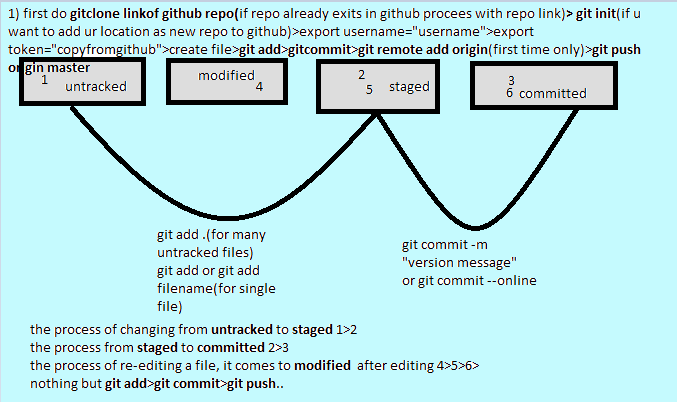 1) first do gitclone linkof github repo(if repo already exits in github procees with repo link)> git init(if u
want to add ur location as new repo to github)>export username="username">export
token="copyfromgithub">create file>git add>gitcommit>git remote add origin(first time only)>git push
orgin master
1 untracked
modified 4
2 5 staged
3 6 committed
git add .(for many
untracked files)
git add or git add
filename(for single
file)
git commit -m
"version message"
or git commit --online
the process of changing from untracked to staged 1>2
the process from staged to committed 2>3
the process of re-editing a file, it comes to modified after editing 4>5>6>
nothing but git add>git commit>git push..